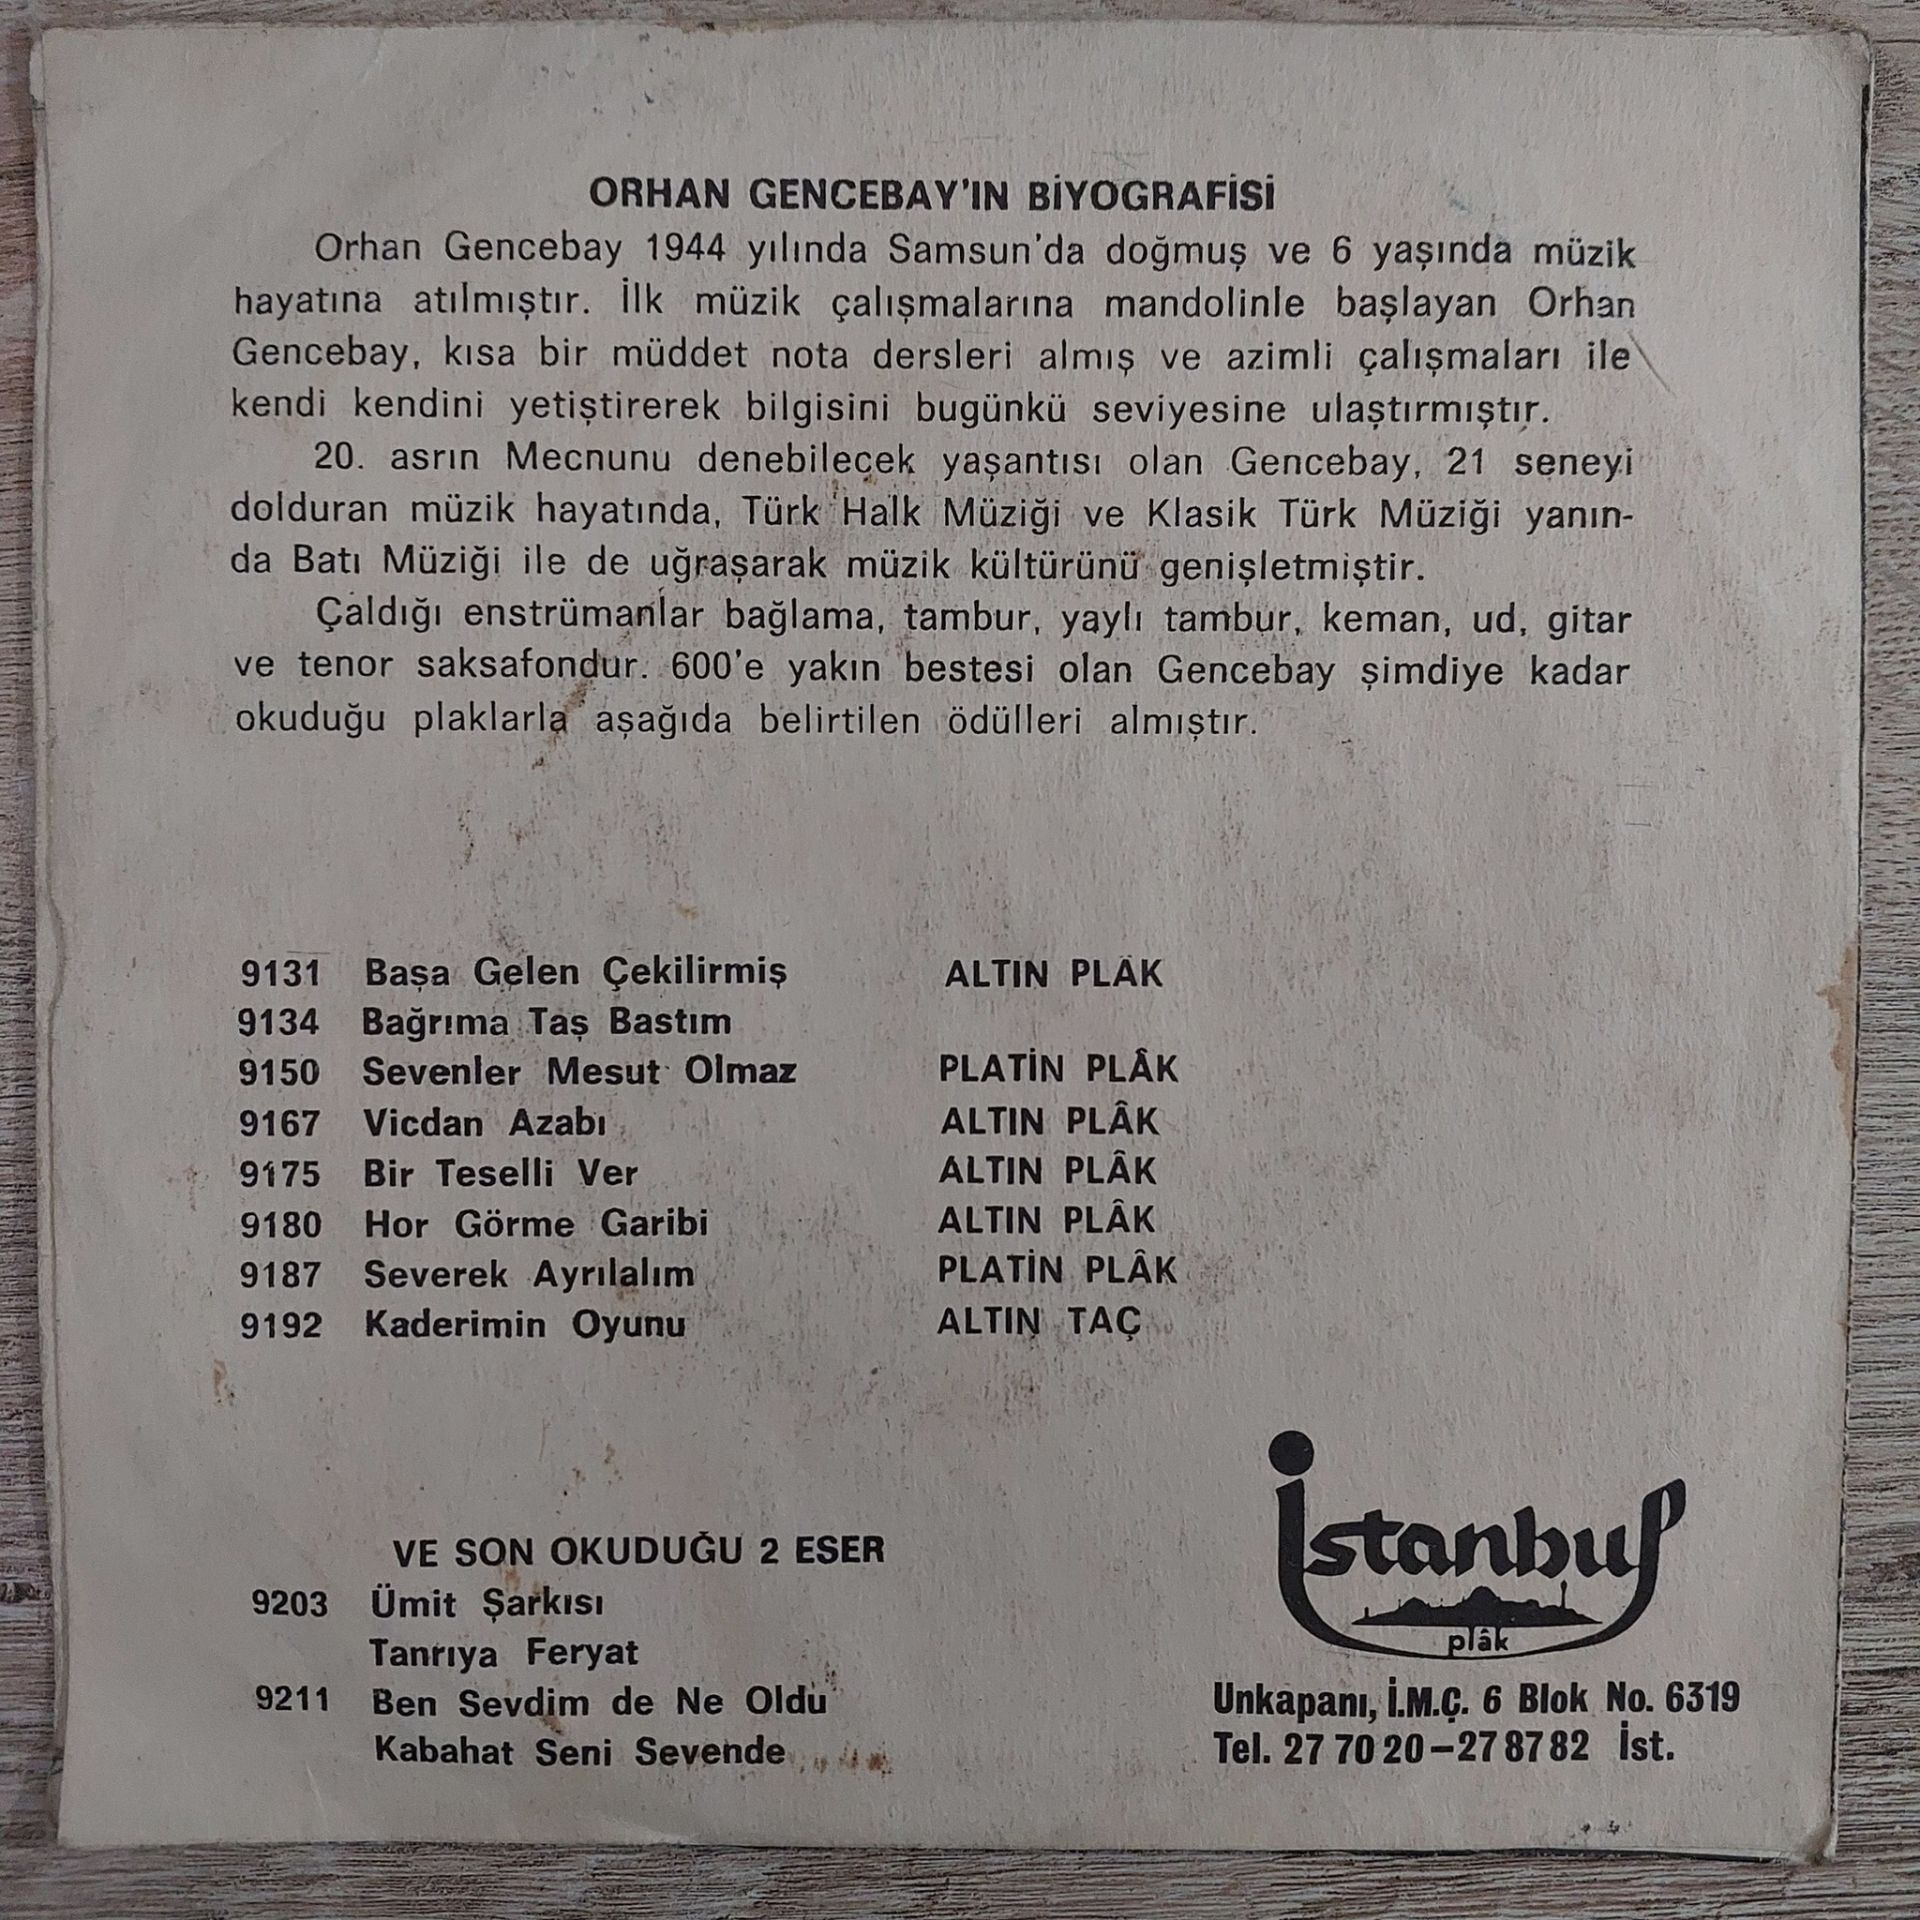 ORHAN GENCEBAY'IN BİYOGRAFİSİ
Orhan Gencebay 1944 yılında Samsun'da doğmuş ve 6 yaşında müzik
hayatına atılmıştır. İlk müzik çalışmalarına mandolinle başlayan Orhan
Gencebay, kısa bir müddet nota dersleri almış ve azimli çalışmaları ile
kendi kendini yetiştirerek bilgisini bugünkü seviyesine ulaştırmıştır.
20. asrın Mecnunu denebilecek yaşantısı olan Gencebay, 21 seneyi
dolduran müzik hayatında, Türk Halk Müziği ve Klasik Türk Müziği yanın-
da Batı Müziği ile de uğraşarak müzik kültürünü genişletmiştir.
Çaldığı enstrümanlar bağlama, tambur, yaylı tambur, keman, ud, gitar
ve tenor saksafondur. 600'e yakın bestesi olan Gencebay şimdiye kadar
okuduğu plaklarla aşağıda belirtilen ödülleri almıştır.
9131 Başa Gelen Çekilirmiş ALTIN PLÂK
9134 Bağrıma Taş Bastım
9150 Sevenler Mesut Olmaz PLATİN PLÂK
9167 Vicdan Azabı ALTIN PLÂK
9175 Bir Teselli Ver ALTIN PLÂK
9180 Hor Görme Garibi ALTIN PLÂK
9187 Severek Ayrılalım PLATİN PLÂK
9192 Kaderimin Oyunu ALTIN TAÇ
VE SON OKUDUĞU 2 ESER
9203 Ümit Şarkısı
Tanrıya Feryat
9211 Ben Sevdim de Ne Oldu
Kabahat Seni Sevende
İstanbul
plâk
Unkapanı, İ.M.Ç. 6 Blok No. 6319
Tel. 27 70 20-27 87 82 İst.